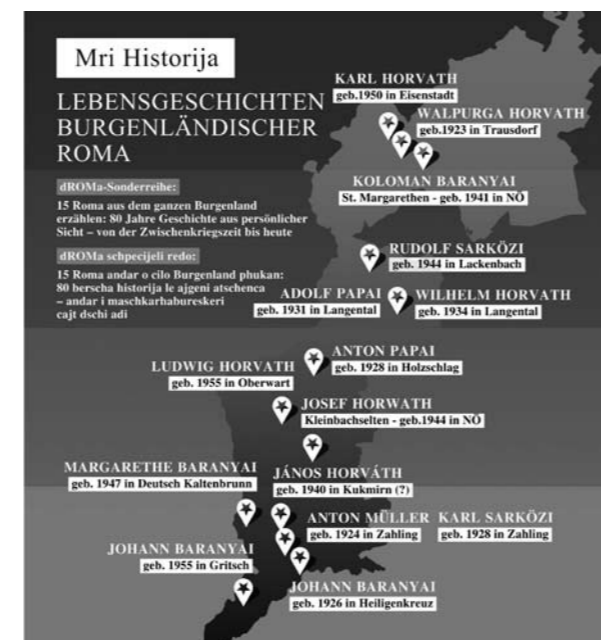 Mri Historija
LEBENSGESCHICHTEN
BURGENLÄNDISCHER
ROMA
dROMa-Sonderreihe:
15 Roma aus dem ganzen Burgenland
erzählen: 80 Jahre Geschichte aus persönlicher
Sicht – von der Zwischenkriegszeit bis heute
dROMa schpecijeli redo:
15 Roma andar o cilo Burgenland phukan:
80 berscha historija le ajgeni atschenca
– andar i maschkarhabureskeri
cajt dschi adi
KARL HORVATH
geb.1950 in Eisenstadt
WALPURGA HORVATH
geb.1923 in Trausdorf
KOLOMAN BARANYAI
St. Margarethen - geb. 1941 in NÖ
RUDOLF SARKÖZI
geb. 1944 in Lackenbach
ADOLF PAPAI
geb. 1931 in Langental
WILHELM HORVATH
geb. 1934 in Langental
ANTON PAPAI
geb. 1928 in Holzschlag
LUDWIG HORVATH
geb. 1955 in Oberwart
JOSEF HORWATH
Kleinbachselten - geb.1944 in NÖ
MARGARETHE BARANYAI
geb. 1947 in Deutsch Kaltenbrunn
JÁNOS HORVÁTH
geb. 1940 in Kukmirn (?)
ANTON MÜLLER
geb. 1924 in Zahling
KARL SARKÖZI
geb. 1928 in Zahling
JOHANN BARANYAI
geb. 1955 in Gritsch
JOHANN BARANYAI
geb. 1926 in Heiligenkreuz